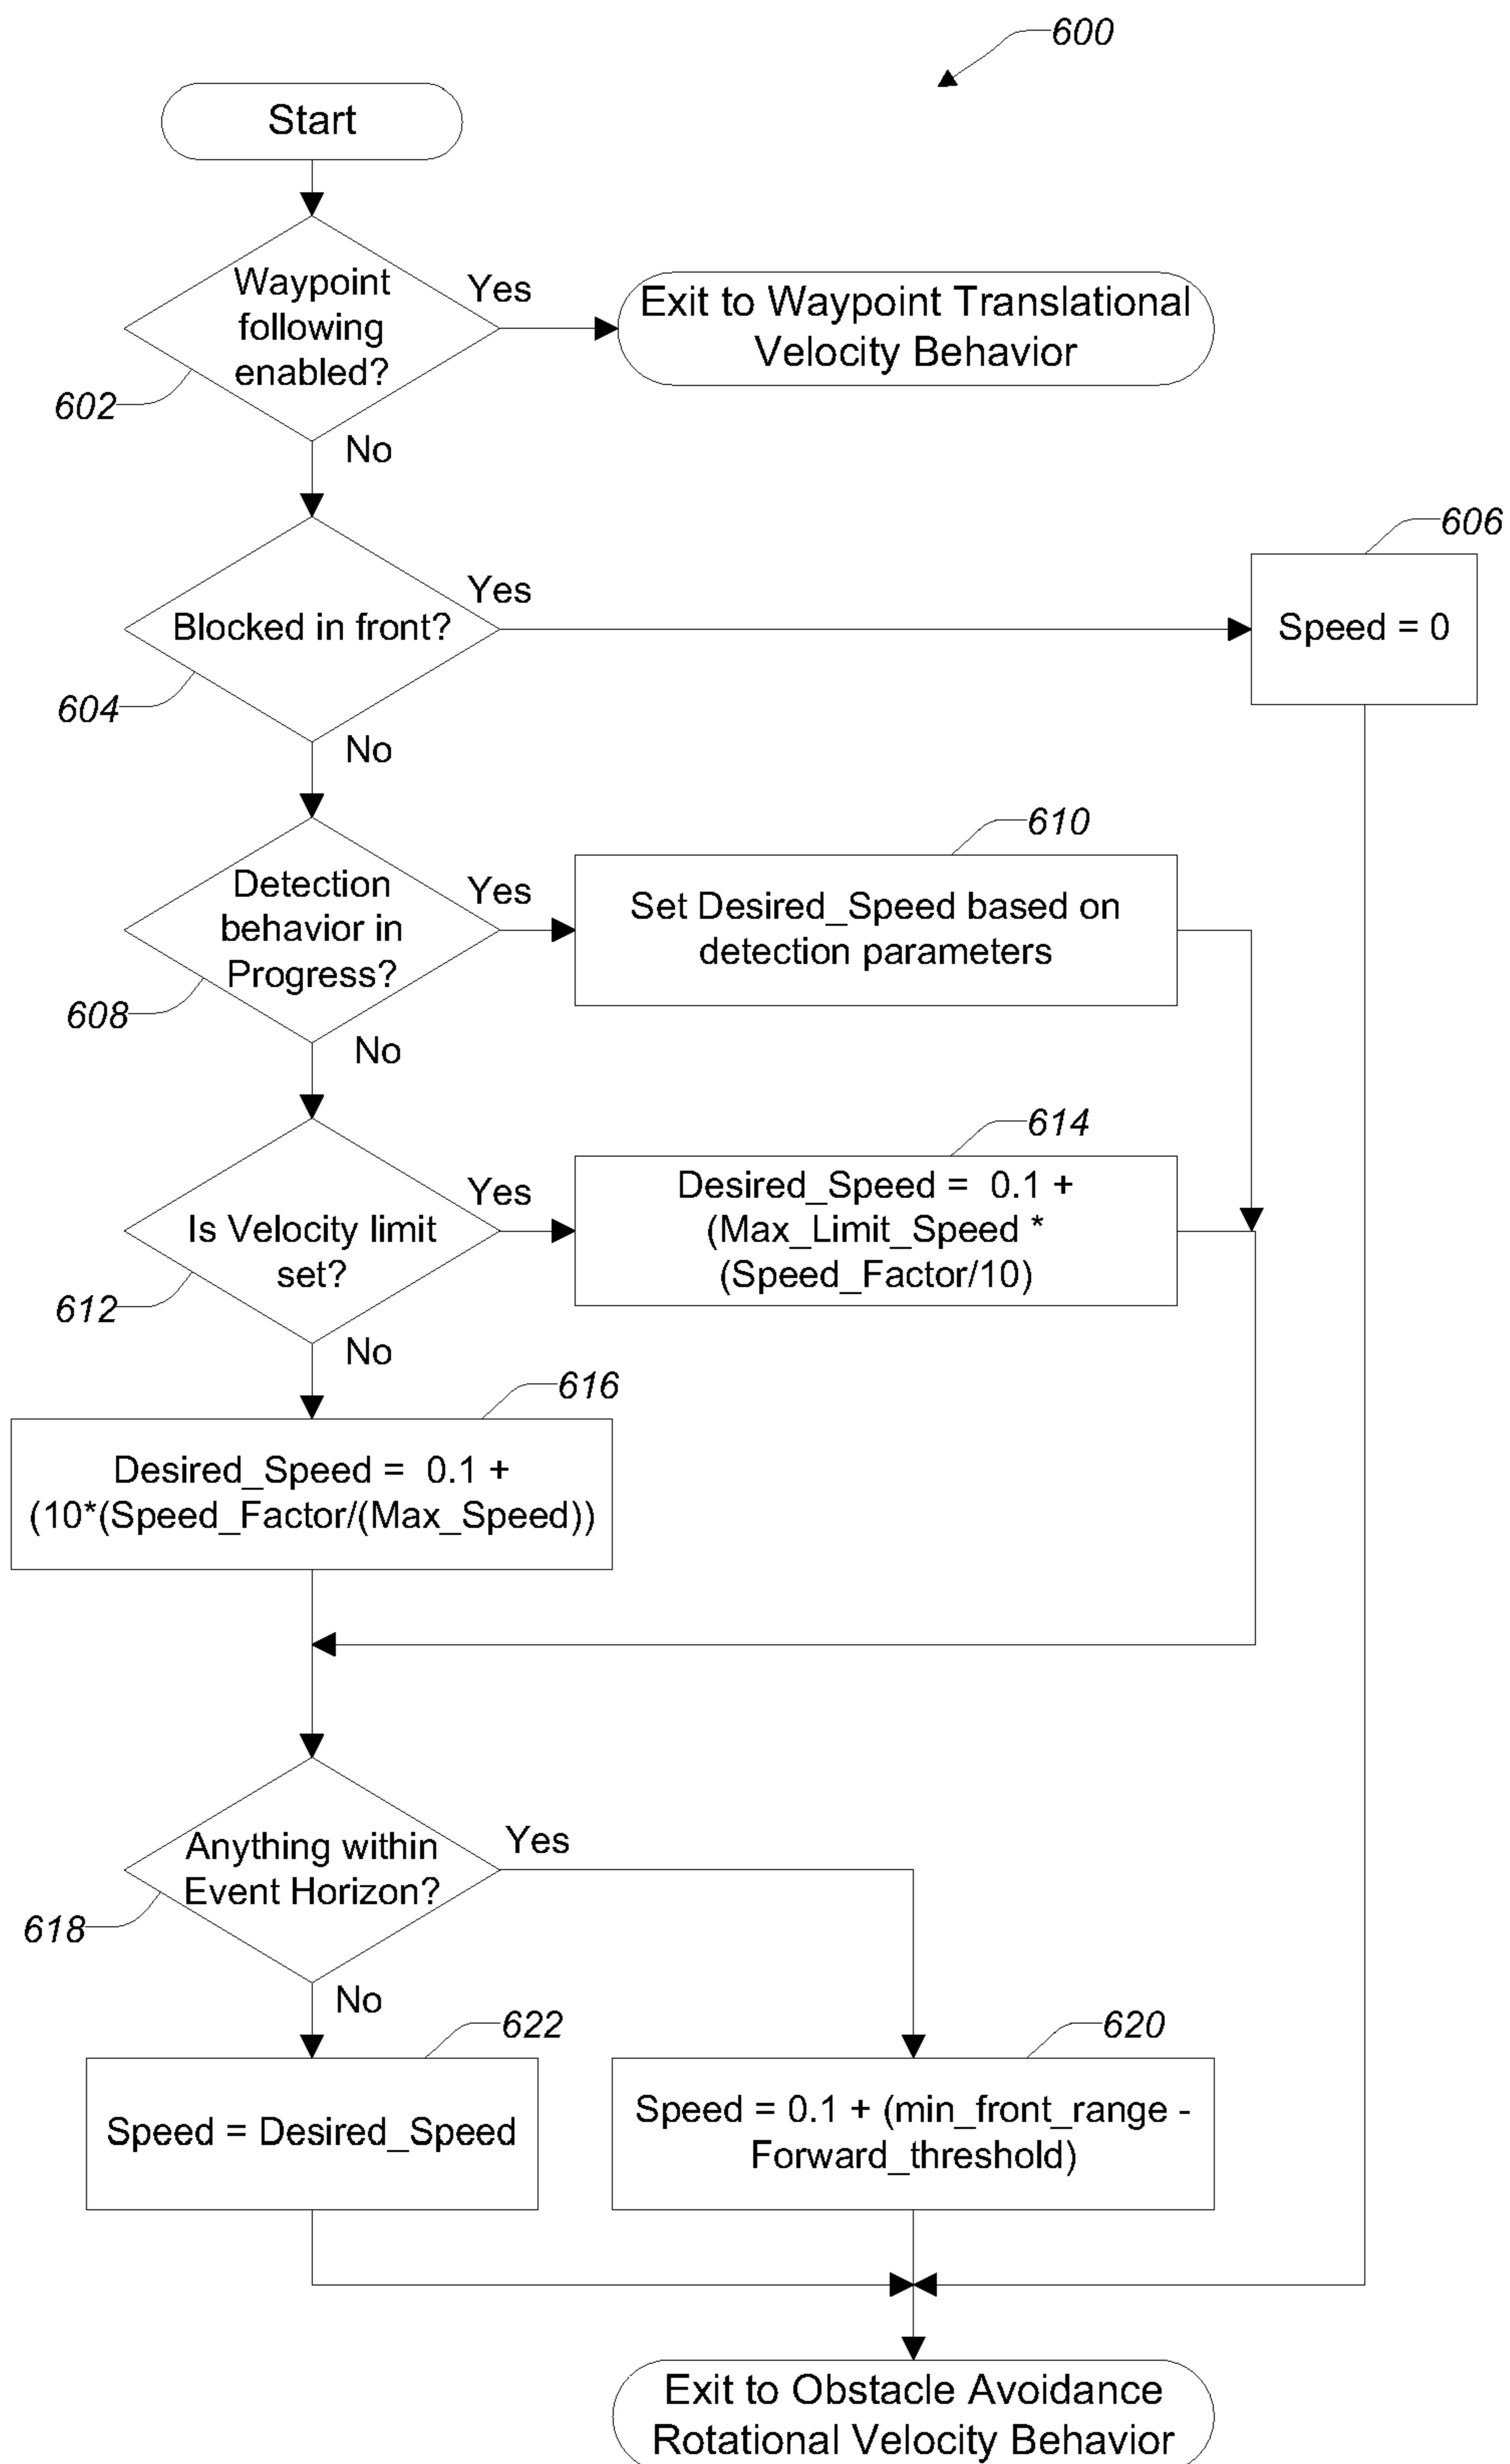 600
Start
Waypoint
following
enabled?
Yes
Exit to Waypoint Translational
Velocity Behavior
602
No
606
Blocked in front?
Yes
Speed = 0
604
No
610
Detection
behavior in
Progress?
Yes
Set Desired_Speed based on
detection parameters
608
No
614
Is Velocity limit
set?
Yes
Desired_Speed = 0.1 +
(Max_Limit_Speed *
(Speed_Factor/10)
612
No
616
Desired_Speed = 0.1 +
(10*(Speed_Factor/(Max_Speed))
Anything within
Event Horizon?
Yes
618
No
622
620
Speed = Desired_Speed
Speed = 0.1 + (min_front_range -
Forward_threshold)
Exit to Obstacle Avoidance
Rotational Velocity Behavior